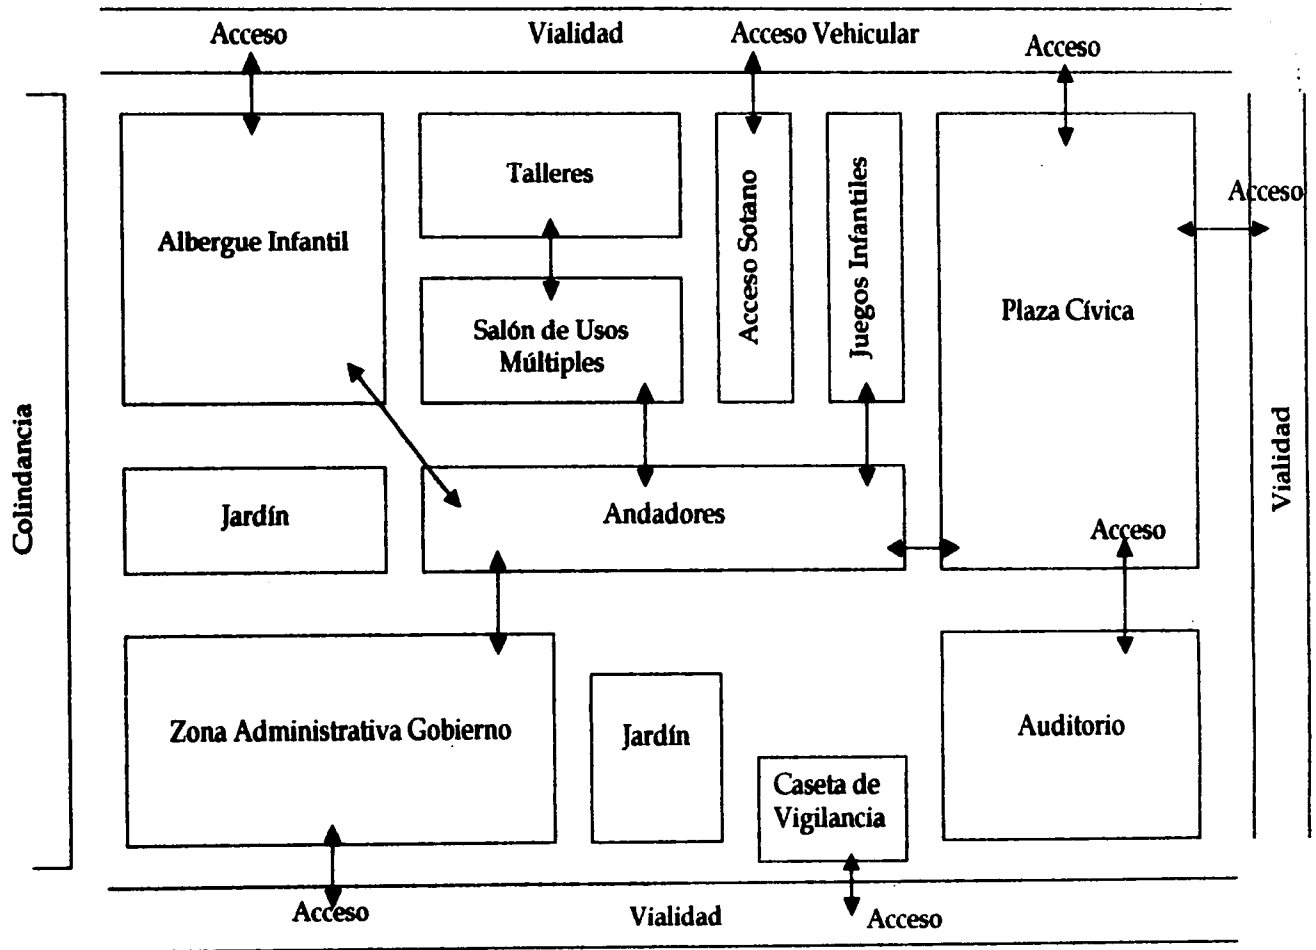 Acceso
Vialidad
Acceso Vehicular
Acceso
Talleres
Acceso
Albergue Infantil
Acceso Sotano
Juegos Infantiles
Plaza Cívica
Salón de Usos
Múltiples
Colindancia
Vialidad
Jardín
Andadores
Acceso
Zona Administrativa Gobierno
Jardín
Auditorio
Caseta de
Vigilancia
Acceso
Vialidad
Acceso